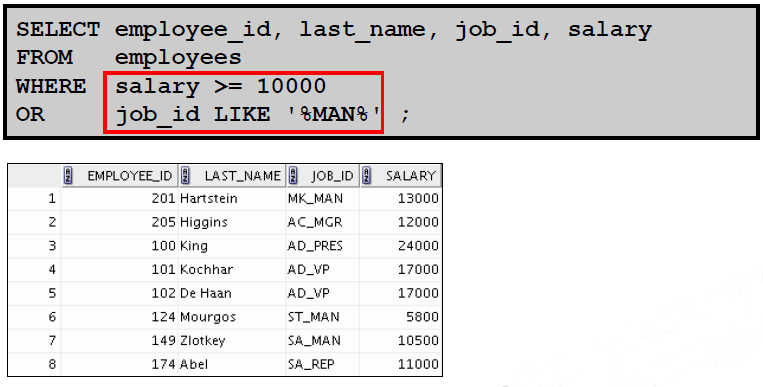 SELECT employee_id, last_name, job_id, salary
FROM employees
WHERE salary >= 10000
OR job_id LIKE '%MAN%' ;
EMPLOYEE_ID LAST_NAME JOB_ID SALARY
1 201 Hartstein MK_MAN 13000
2 205 Higgins AC_MGR 12000
3 100 King AD_PRES 24000
4 101 Kochhar AD_VP 17000
5 102 De Haan AD_VP 17000
6 124 Mourgos ST_MAN 5800
7 149 Zlotkey SA_MAN 10500
8 174 Abel SA_REP 11000